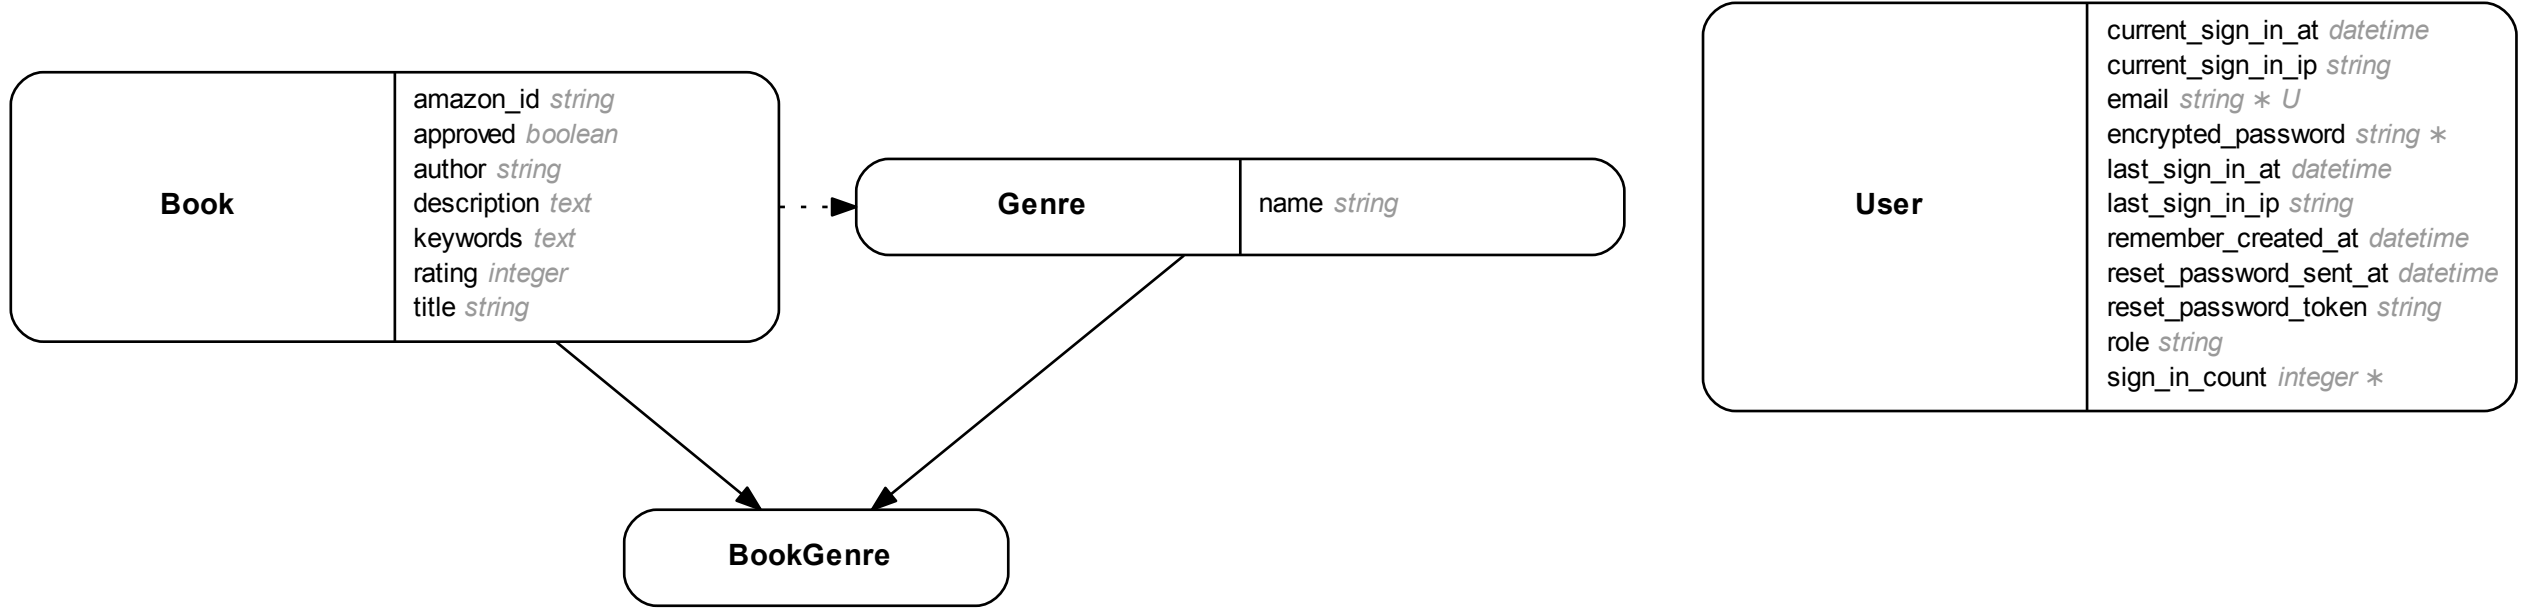 Book
amazon_id string
approved boolean
author string
description text
keywords text
rating integer
title string
Genre
name string
User
current_sign_in_at datetime
current_sign_in_ip string
email string ∗ U
encrypted_password string ∗
last_sign_in_at datetime
last_sign_in_ip string
remember_created_at datetime
reset_password_sent_at datetime
reset_password_token string
role string
sign_in_count integer ∗
BookGenre